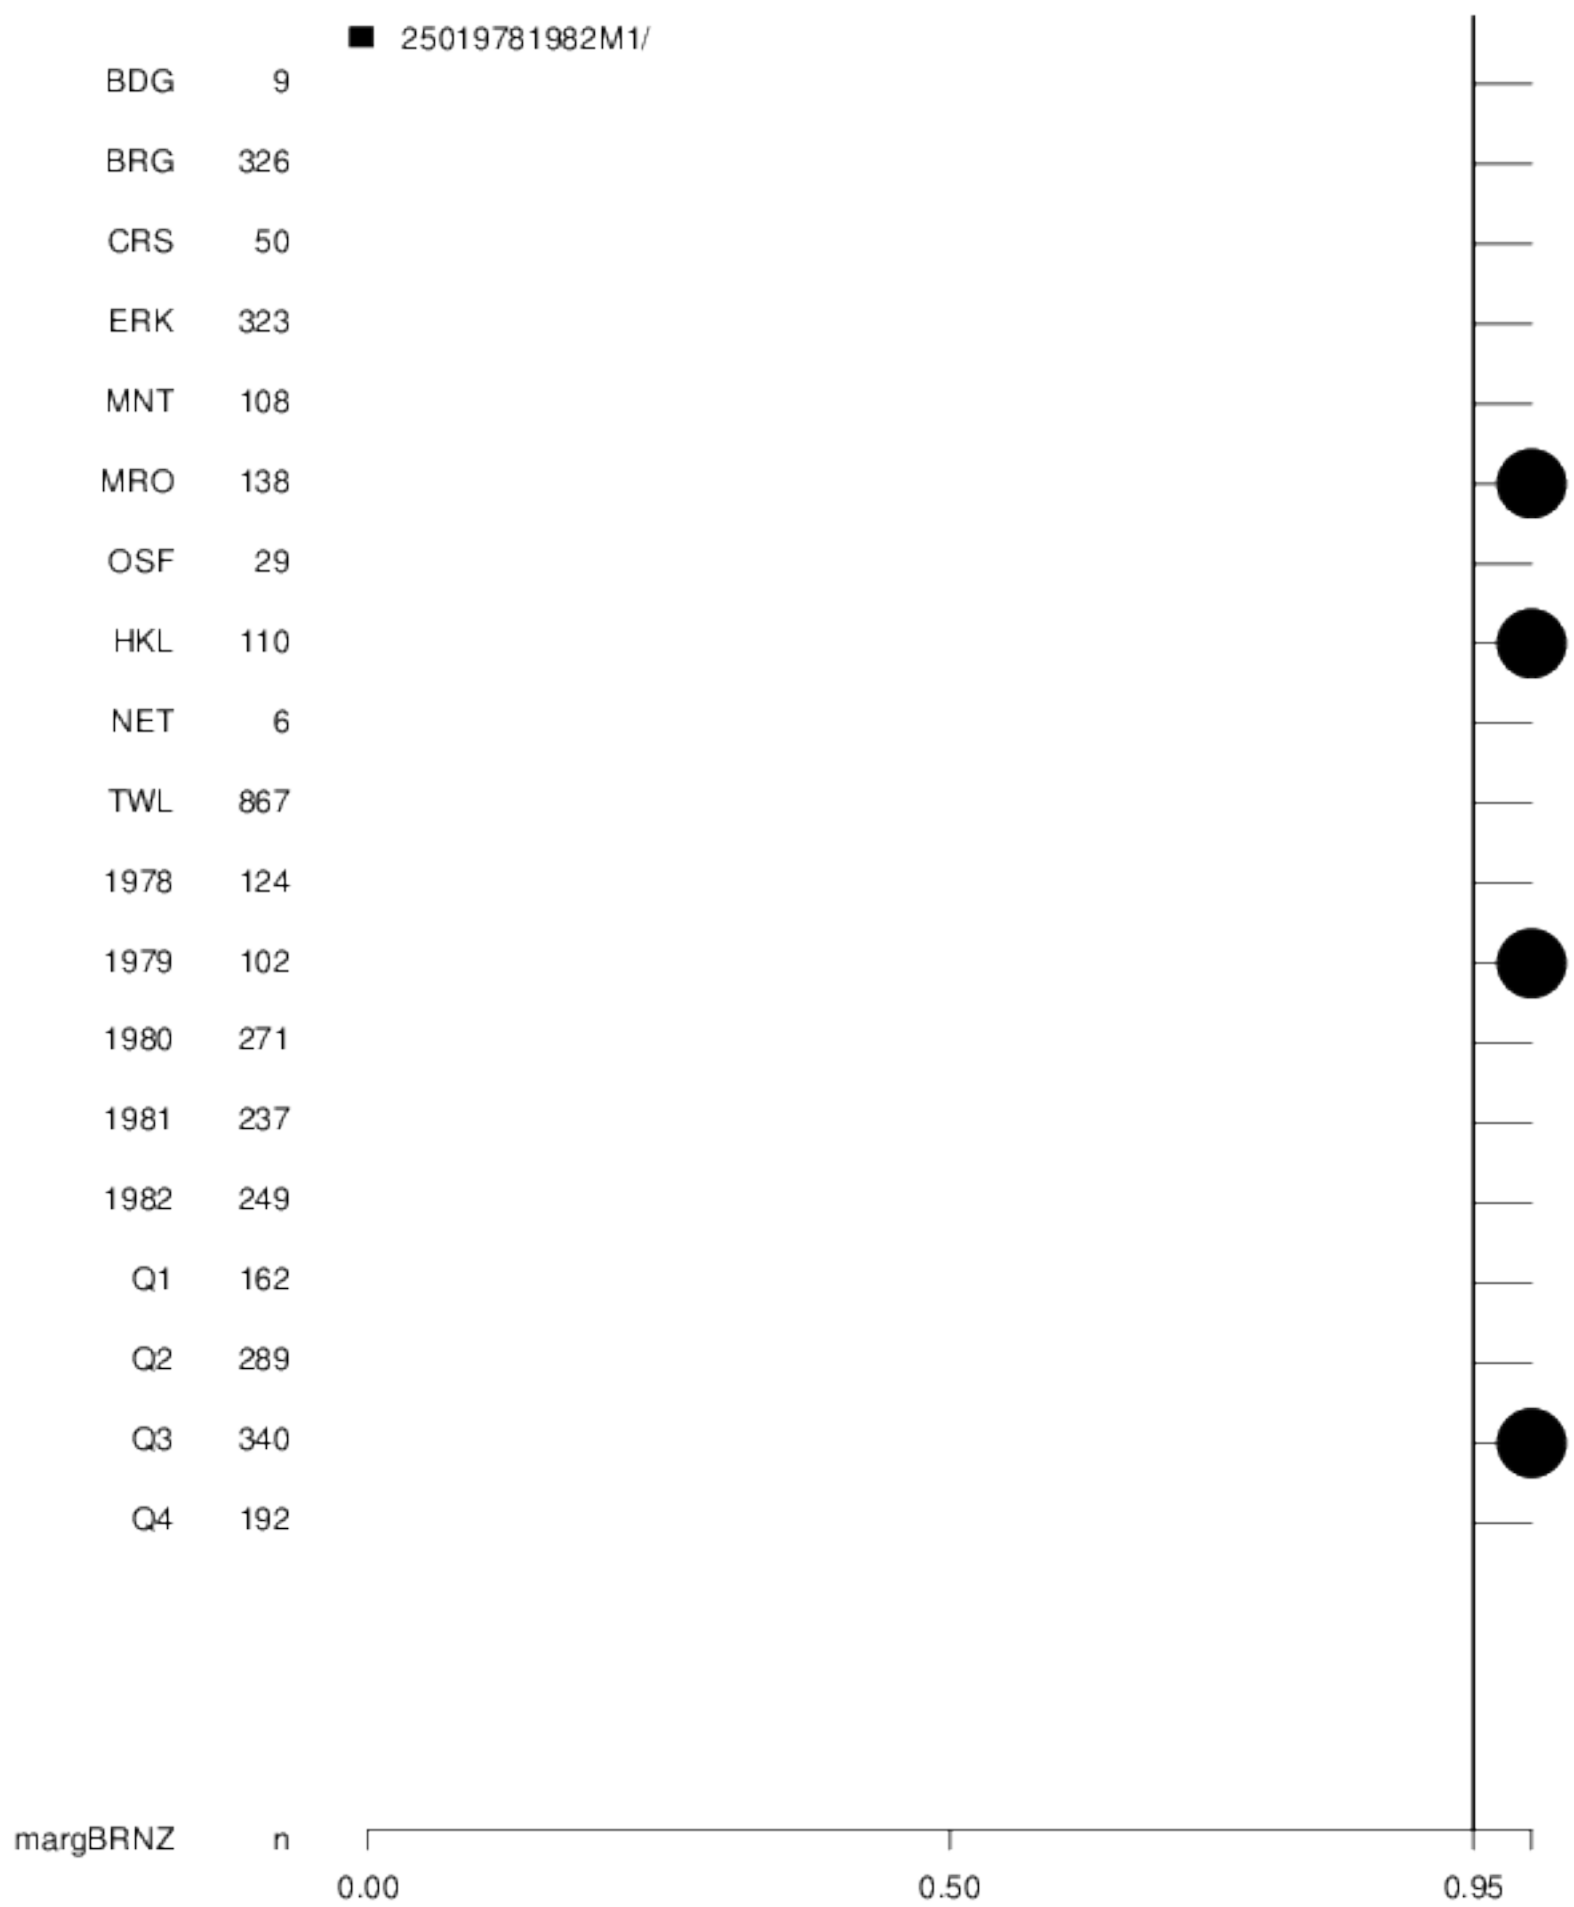 25019781982M1/
BDG 9
BRG 326
CRS 50
ERK 323
MNT 108
MRO 138
OSF 29
HKL 110
NET 6
TWL 867
1978 124
1979 102
1980 271
1981 237
1982 249
Q1 162
Q2 289
Q3 340
Q4 192
margBRNZ n
0.00 0.50 0.95